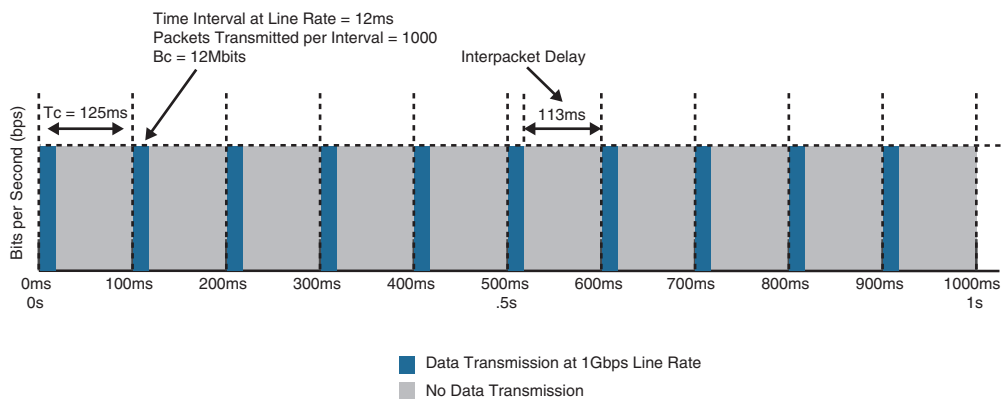 Time Interval at Line Rate = 12ms
Packets Transmitted per Interval = 1000
Bc = 12Mbits
Interpacket Delay
Tc = 125ms
113ms
Bits per Second (bps)
0ms 100ms 200ms 300ms 400ms 500ms 600ms 700ms 800ms 900ms 1000ms
0s .5s 1s
Data Transmission at 1Gbps Line Rate
No Data Transmission